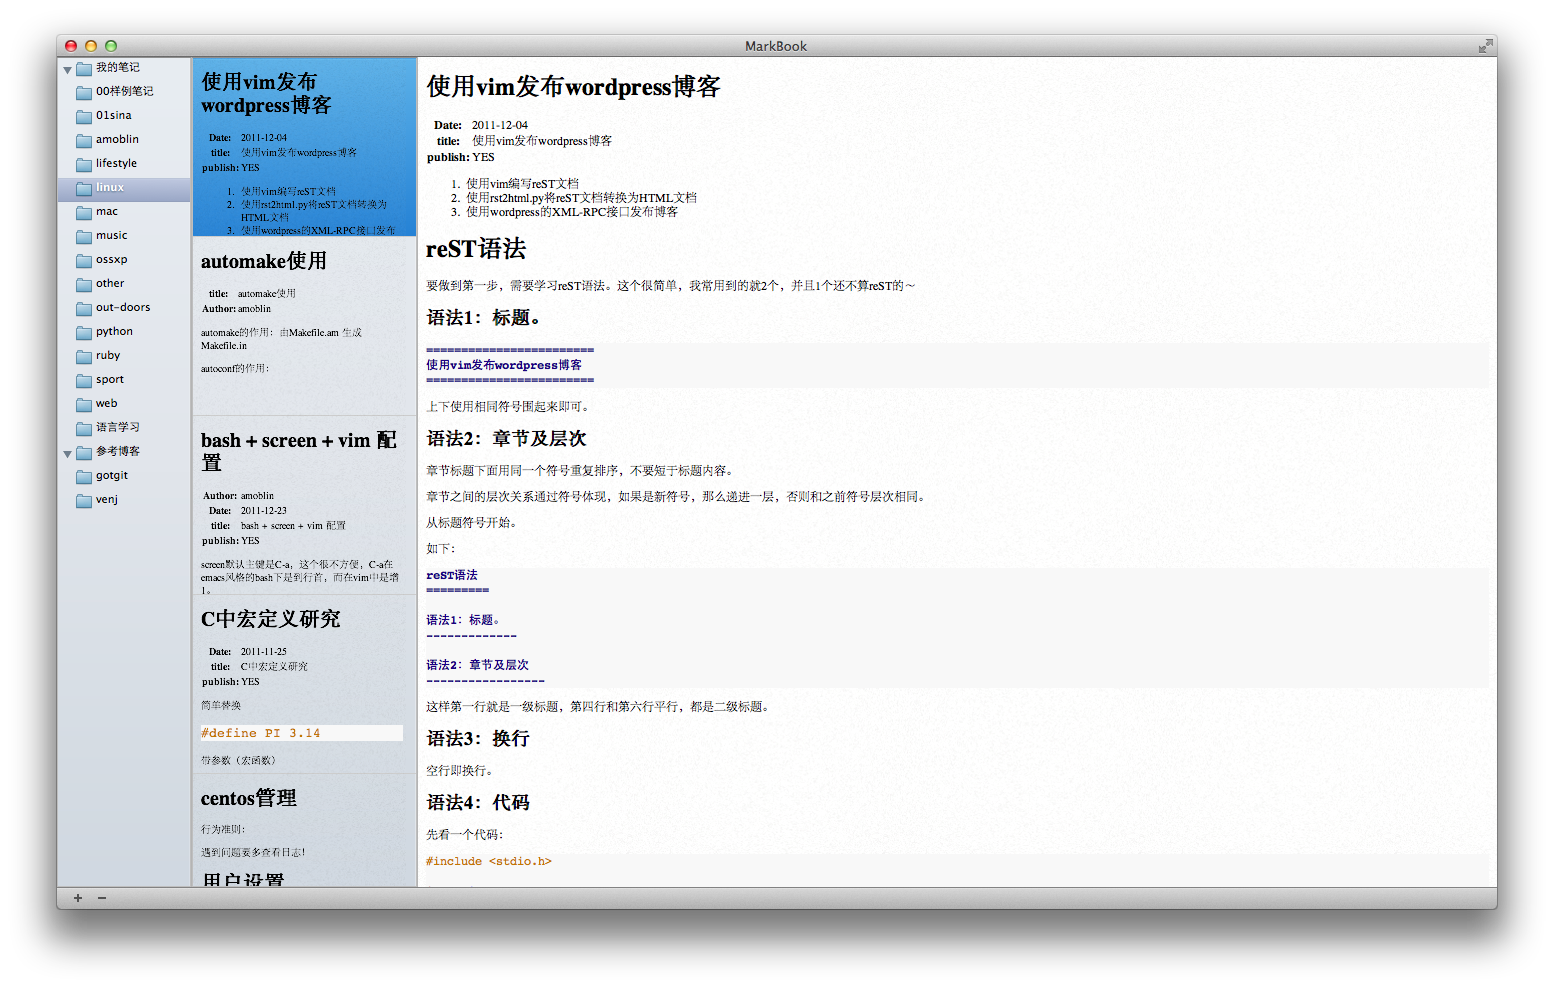 MarkBook
我的笔记
00样例笔记
01sina
amoblin
lifestyle
linux
mac
music
ossxp
other
out-doors
python
ruby
sport
web
语言学习
参考博客
gotgit
venj
使用vim发布
wordpress博客
Date: 2011-12-04
title: 使用vim发布wordpress博客
publish: YES
1. 使用vim编写reST文档
2. 使用rst2html.py将reST文档转换为
HTML文档
3. 使用wordpress的XML-RPC接口发布
automake使用
title: automake使用
Author: amoblin
automake的作用：由Makefile.am 生成
Makefile.in
autoconf的作用：
bash + screen + vim 配
置
Author: amoblin
Date: 2011-12-23
title: bash + screen + vim 配置
publish: YES
screen默认主键是C-a，这个很不方便，C-a在
emacs风格的bash下是到行首，而在vim中是增
1。
C中宏定义研究
Date: 2011-11-25
title: C中宏定义研究
publish: YES
简单替换
#define PI 3.14
带参数（宏函数）
centos管理
行为准则：
遇到问题要多查看日志！
用户设置
使用vim发布wordpress博客
Date: 2011-12-04
title: 使用vim发布wordpress博客
publish: YES
1. 使用vim编写reST文档
2. 使用rst2html.py将reST文档转换为HTML文档
3. 使用wordpress的XML-RPC接口发布博客
reST语法
要做到第一步，需要学习reST语法。这个很简单，我常用到的就2个，并且1个还不算reST的～
语法1：标题。
========================
使用vim发布wordpress博客
========================
上下使用相同符号围起来即可。
语法2：章节及层次
章节标题下面用同一个符号重复排序，不要短于标题内容。
章节之间的层次关系通过符号体现，如果是新符号，那么递进一层，否则和之前符号层次相同。
从标题符号开始。
如下：
reST语法
=========
语法1：标题。
-------------
语法2：章节及层次
-----------------
这样第一行就是一级标题，第四行和第六行平行，都是二级标题。
语法3：换行
空行即换行。
语法4：代码
先看一个代码：
#include <stdio.h>